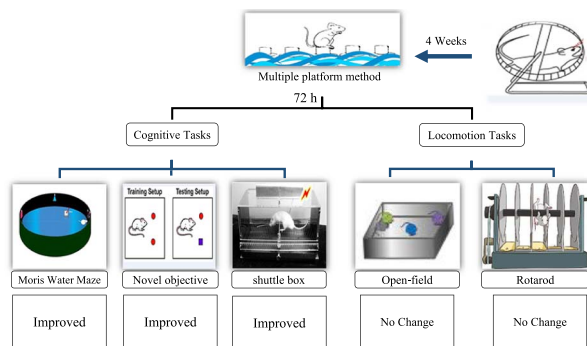 4 Weeks
Multiple platform method
72 h
Cognitive Tasks
Locomotion Tasks
Training Setup
Testing Setup
Moris Water Maze
Novel objective
shuttle box
Open-field
Rotarod
Improved
Improved
Improved
No Change
No Change